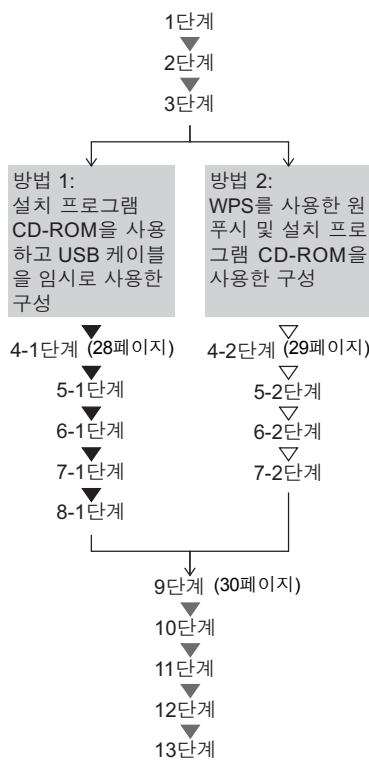 1단계
2단계
3단계
방법 1:
설치 프로그램
CD-ROM을 사용
하고 USB 케이블
을 임시로 사용한
구성
4-1단계 (28페이지)
5-1단계
6-1단계
7-1단계
8-1단계
방법 2:
WPS를 사용한 원
푸시 및 설치 프로
그램 CD-ROM을
사용한 구성
4-2단계 (29페이지)
5-2단계
6-2단계
7-2단계
9단계 (30페이지)
10단계
11단계
12단계
13단계